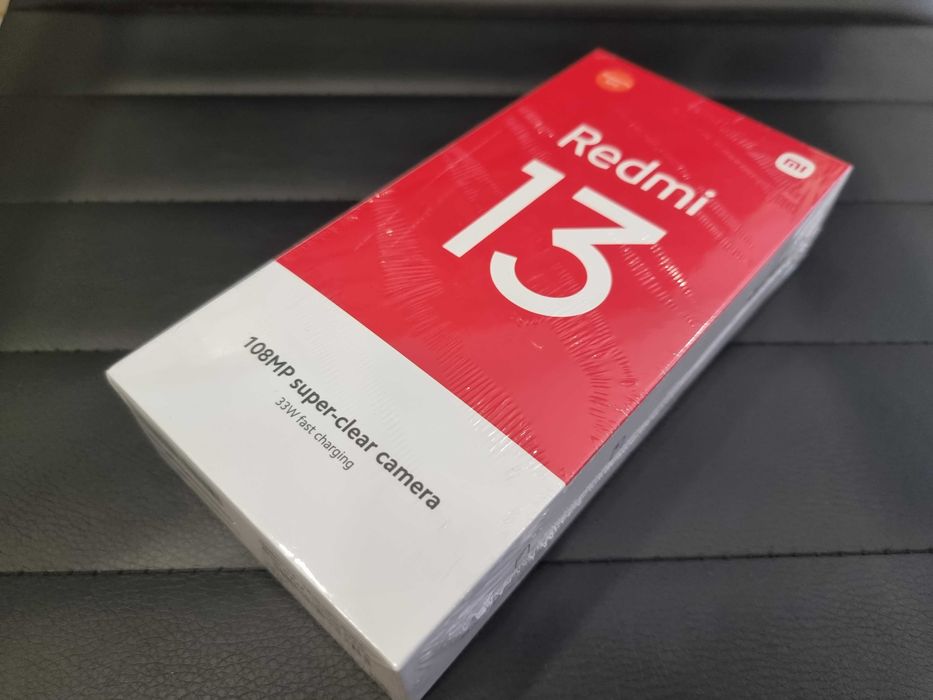 Redmi
13
mi
108MP super-clear camera
33W fast charging